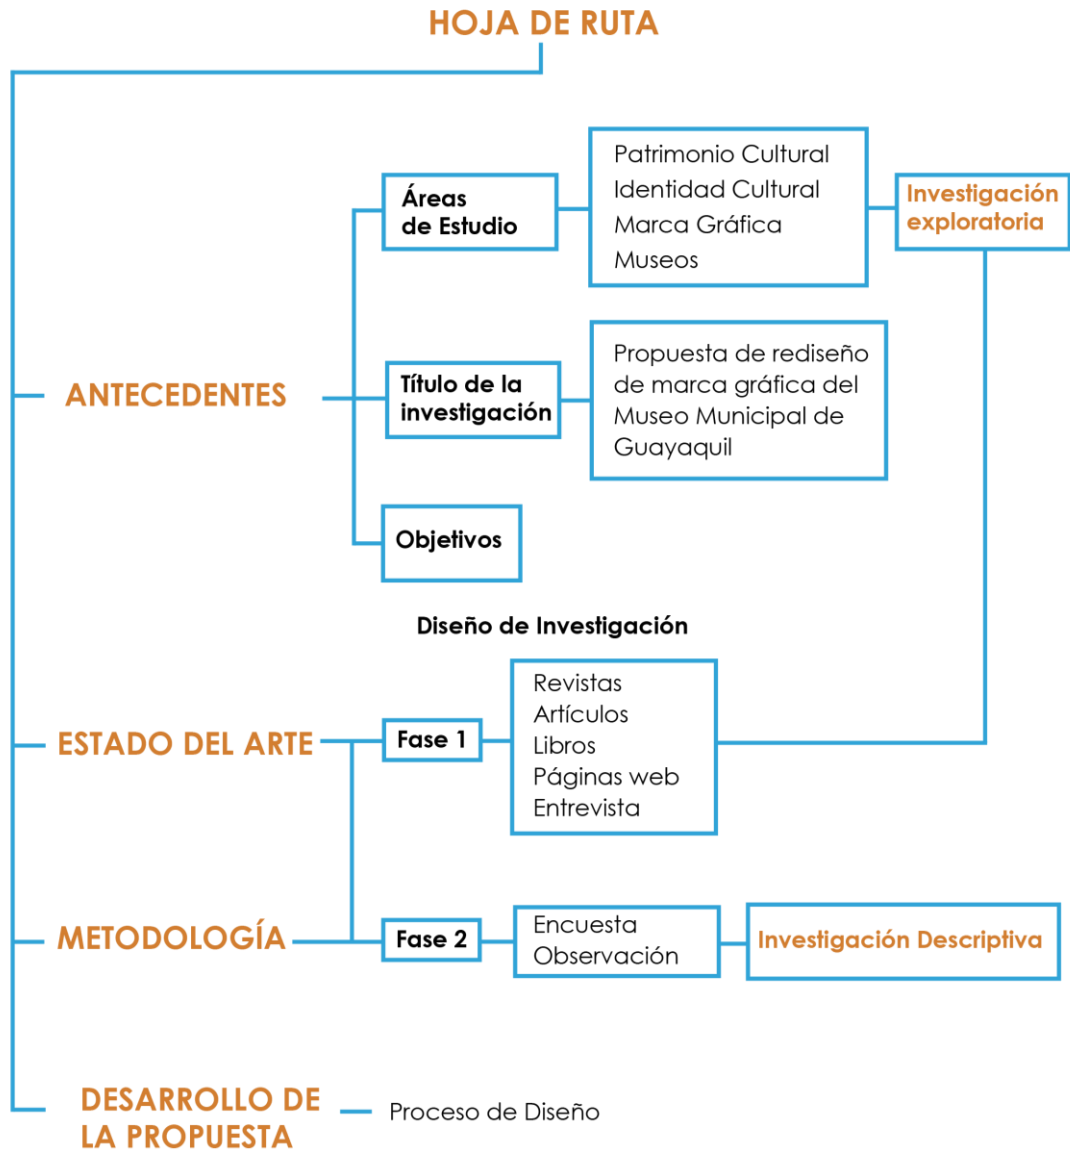 HOJA DE RUTA
Áreas
de Estudio
Patrimonio Cultural
Identidad Cultural
Marca Gráfica
Museos
Investigación
exploratoria
ANTECEDENTES
Título de la
investigación
Propuesta de rediseño
de marca gráfica del
Museo Municipal de
Guayaquil
Objetivos
Diseño de Investigación
ESTADO DEL ARTE
Fase 1
Revistas
Artículos
Libros
Páginas web
Entrevista
METODOLOGÍA
Fase 2
Encuesta
Observación
Investigación Descriptiva
DESARROLLO DE
LA PROPUESTA
Proceso de Diseño